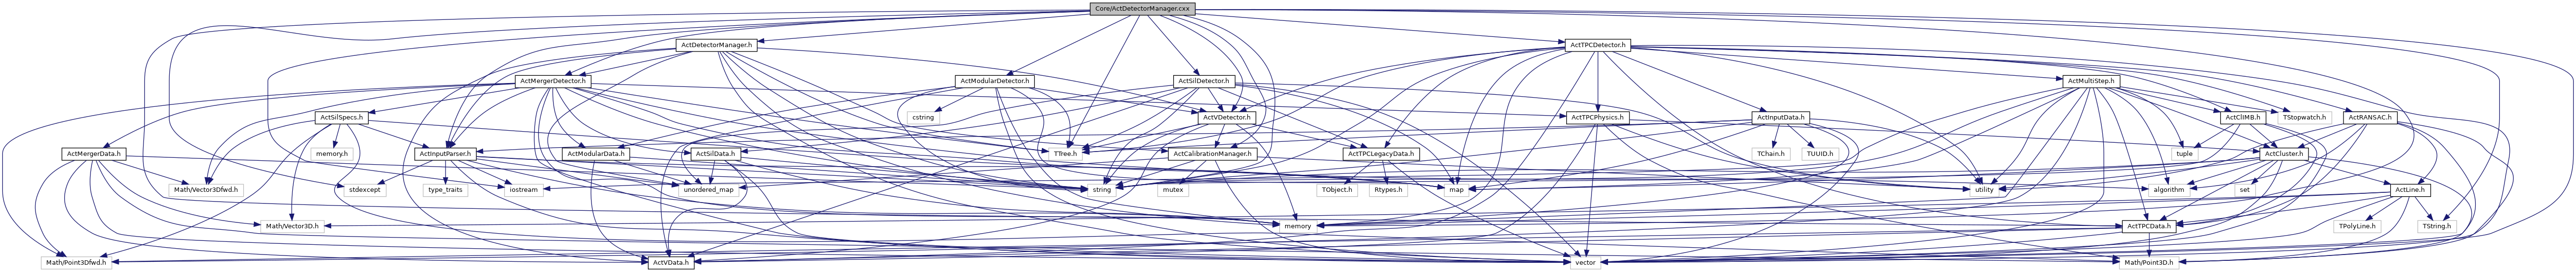 Core/ActDetectorManager.cxx
ActDetectorManager.h
ActTPCDetector.h
ActMergerDetector.h
ActModularDetector.h
ActSilDetector.h
ActMultiStep.h
ActSilSpecs.h
cstring
ActVDetector.h
ActTPCPhysics.h
ActInputData.h
ActClIMB.h
TStopwatch.h
ActRANSAC.h
ActMergerData.h
memory.h
ActInputParser.h
ActModularData.h
ActSilData.h
TTree.h
ActCalibrationManager.h
ActTPCLegacyData.h
TChain.h
TUUID.h
tuple
ActCluster.h
Math/Vector3Dfwd.h
stdexcept
type_traits
iostream
unordered_map
string
mutex
TObject.h
Rtypes.h
map
utility
algorithm
set
ActLine.h
Math/Vector3D.h
memory
ActTPCData.h
TPolyLine.h
TString.h
Math/Point3Dfwd.h
ActVData.h
vector
Math/Point3D.h